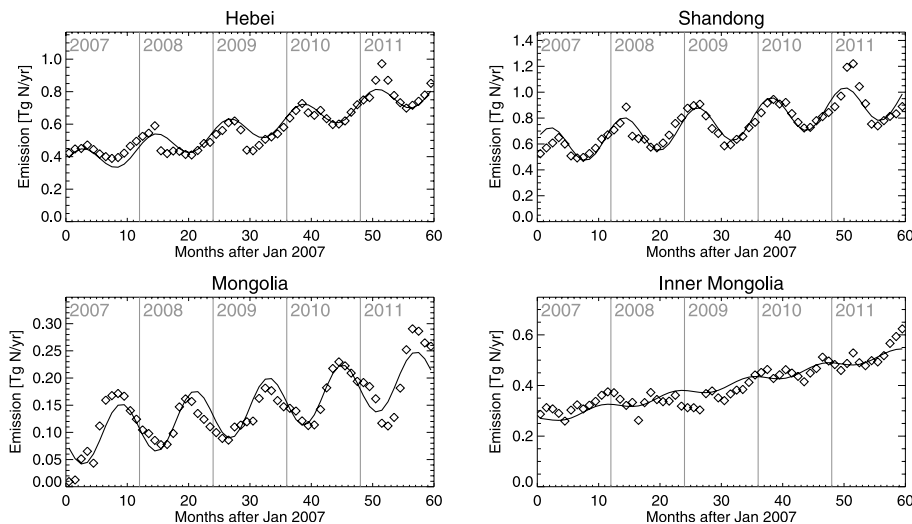 Hebei
2007 2008 2009 2010 2011
Emission [Tg N/yr]
1.0
0.8
0.6
0.4
0.2
0.0
0 10 20 30 40 50 60
Months after Jan 2007
Shandong
2007 2008 2009 2010 2011
Emission [Tg N/yr]
1.4
1.2
1.0
0.8
0.6
0.4
0.2
0.0
0 10 20 30 40 50 60
Months after Jan 2007
Mongolia
2007 2008 2009 2010 2011
Emission [Tg N/yr]
0.30
0.25
0.20
0.15
0.10
0.05
0.00
0 10 20 30 40 50 60
Months after Jan 2007
Inner Mongolia
2007 2008 2009 2010 2011
Emission [Tg N/yr]
0.6
0.4
0.2
0.0
0 10 20 30 40 50 60
Months after Jan 2007